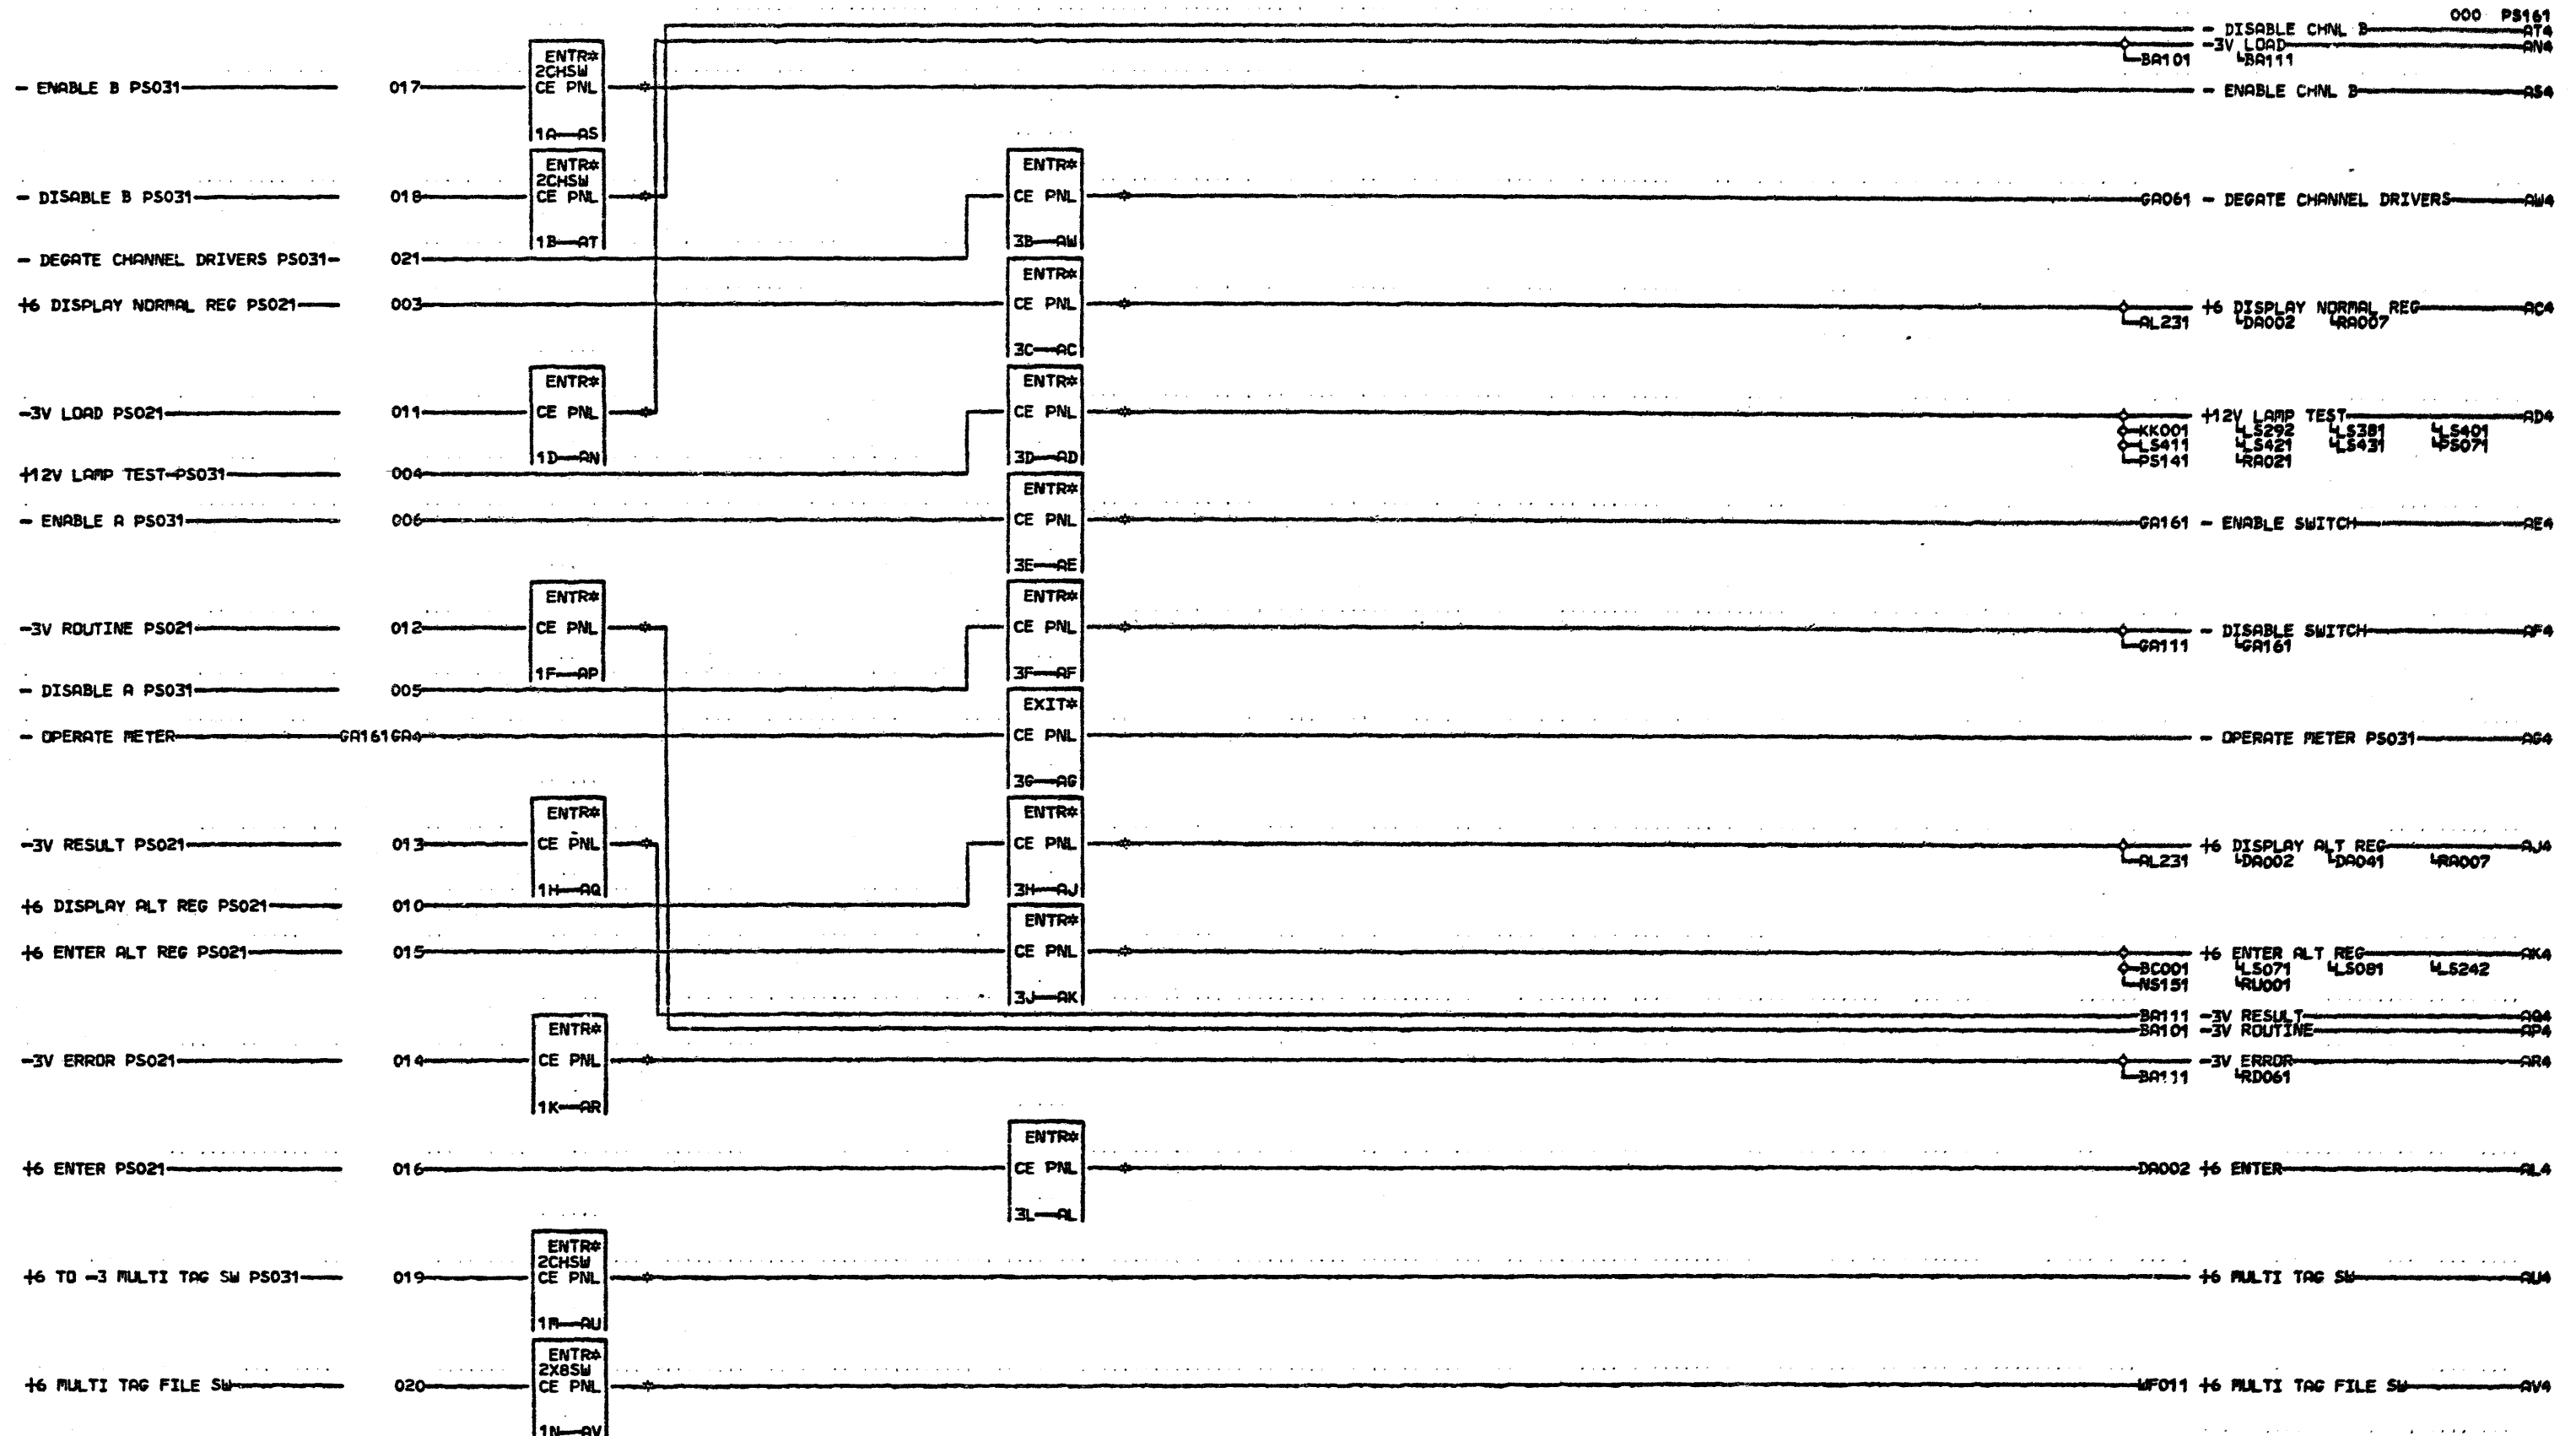 000 PS161
- DISABLE CHNL B AT4
-3V LOAD AN4
BA101 BA111
ENTR*
2CHSW
- ENABLE B PS031 017 CE PNL - ENABLE CHNL B AS4
1A AS
ENTR* ENTR*
2CHSW
- DISABLE B PS031 018 CE PNL CE PNL GA061 - DEGATE CHANNEL DRIVERS AW4
1B AT 3B AW
- DEGATE CHANNEL DRIVERS PS031 021
ENTR*
+6 DISPLAY NORMAL REG PS021 003 CE PNL +6 DISPLAY NORMAL REG AC4
AL231 DA002 RA007
3C AC
ENTR* ENTR*
-3V LOAD PS021 011 CE PNL CE PNL +12V LAMP TEST AD4
KK001 LS292 LS381 LS401
LS411 LS421 LS431 PS071
1D AN 3D AD PS141 RA021
+12V LAMP TEST PS031 004
ENTR*
- ENABLE A PS031 006 CE PNL GA161 - ENABLE SWITCH AE4
3E AE
ENTR* ENTR*
-3V ROUTINE PS021 012 CE PNL CE PNL - DISABLE SWITCH AF4
GA111 GA161
1F AP 3F AF
- DISABLE A PS031 005
EXIT*
- OPERATE METER GA161GA4 CE PNL - OPERATE METER PS031 AG4
3G AG
ENTR* ENTR*
-3V RESULT PS021 013 CE PNL CE PNL +6 DISPLAY ALT REG AJ4
AL231 DA002 DA041 RA007
1H AQ 3H AJ
+6 DISPLAY ALT REG PS021 010
ENTR*
+6 ENTER ALT REG PS021 015 CE PNL +6 ENTER ALT REG AK4
BC001 LS071 LS081 LS242
NS151 RU001
3J AK
BA111 -3V RESULT AQ4
ENTR* BA101 -3V ROUTINE AP4
-3V ERROR PS021 014 CE PNL -3V ERROR AR4
BA111 RD061
1K AR
ENTR*
+6 ENTER PS021 016 CE PNL DA002 +6 ENTER AL4
3L AL
ENTR*
2CHSW
+6 TO -3 MULTI TAG SW PS031 019 CE PNL +6 MULTI TAG SW AU4
1M AU
ENTR*
2X8SW
+6 MULTI TAG FILE SW 020 CE PNL WF011 +6 MULTI TAG FILE SW AV4
1N AV